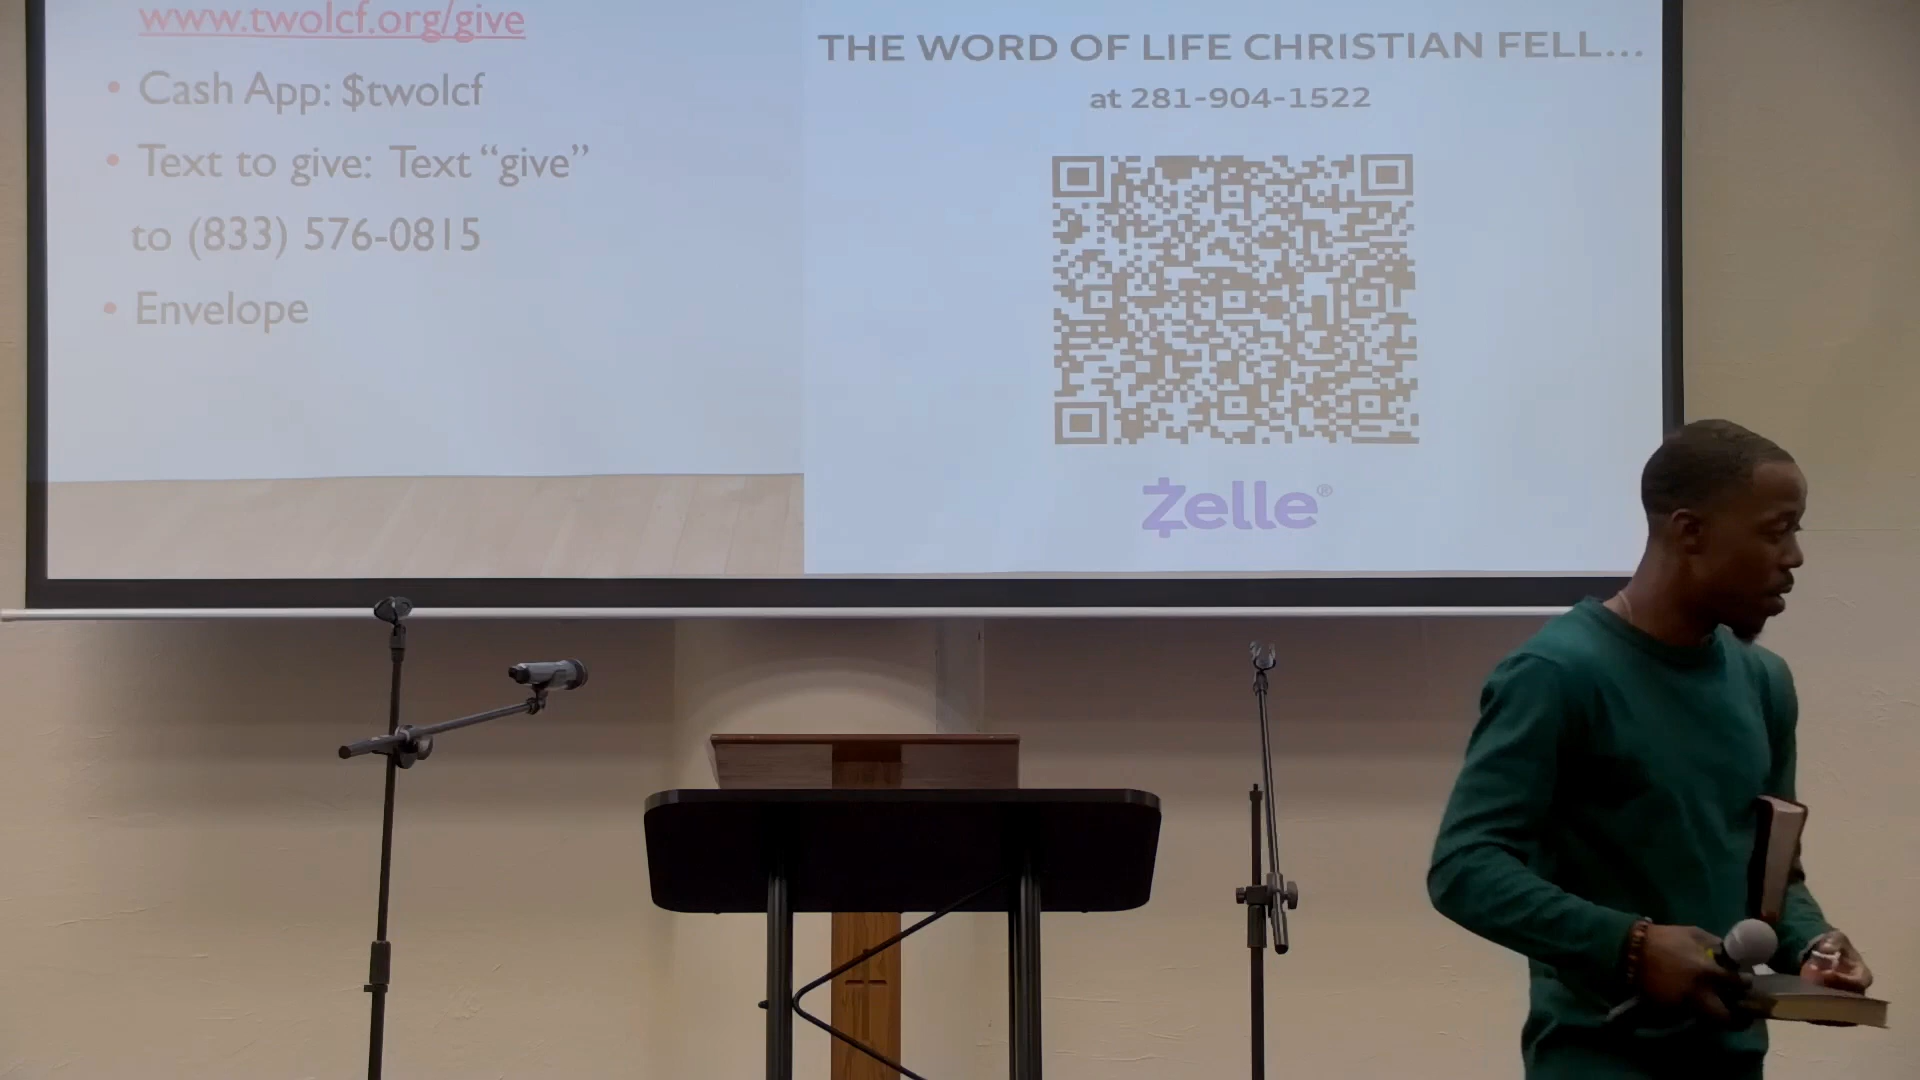 www.twolcf.org/give
• Cash App: $twolcf
• Text to give: Text “give”
to (833) 576-0815
• Envelope
THE WORD OF LIFE CHRISTIAN FELL...
at 281-904-1522
Zelle®